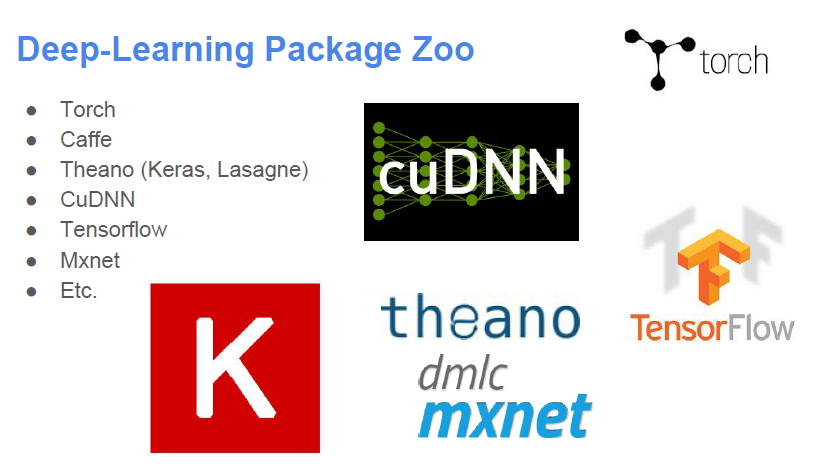 Deep-Learning Package Zoo
● Torch
● Caffe
● Theano (Keras, Lasagne)
● CuDNN
● Tensorflow
● Mxnet
● Etc.
torch
cuDNN
TF
TensorFlow
K
theano
dmlc
mxnet